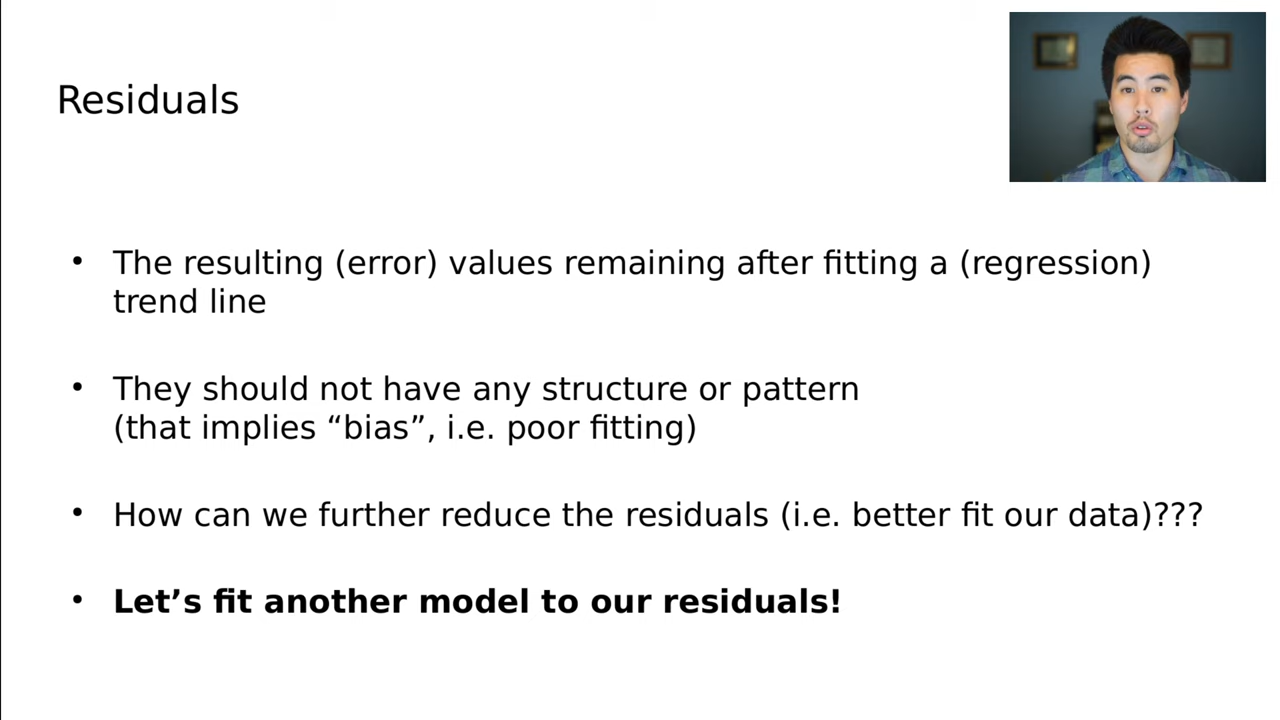 Residuals
• The resulting (error) values remaining after fitting a (regression)
trend line
• They should not have any structure or pattern
(that implies “bias”, i.e. poor fitting)
• How can we further reduce the residuals (i.e. better fit our data)???
• Let’s fit another model to our residuals!